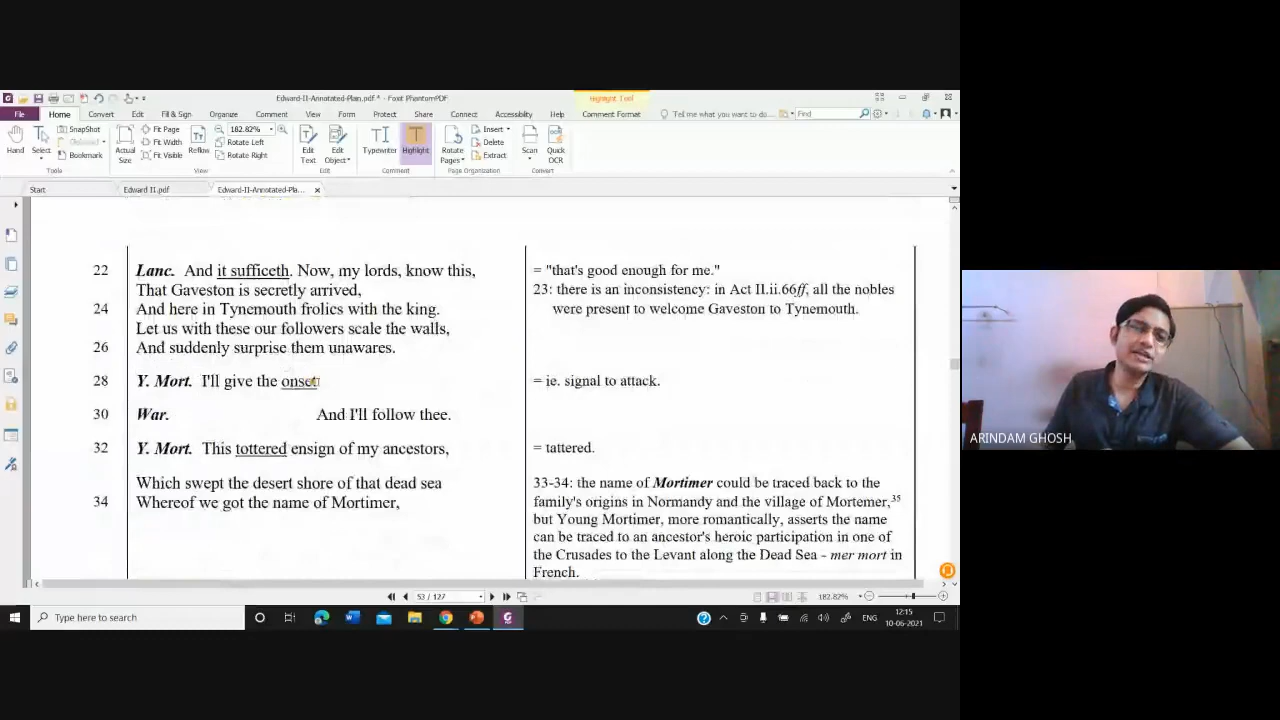 Edward-II-Annotated-Plan.pdf * - Foxit PhantomPDF
Highlight Tool
File Home Convert Edit Fill & Sign Organize Comment View Form Protect Share Connect Accessibility Help Comment Format Tell me what you want to do... Find
SnapShot Fit Page 182.82% Insert
Clipboard Fit Width Rotate Left Delete
Bookmark Fit Visible Rotate Right Extract
Hand Select Actual Size Reflow Edit Text Edit Object Typewriter Highlight Rotate Pages Scan Quick OCR
Tools View Edit Comment Page Organization Convert
Start Edward II.pdf Edward-II-Annotated-Pla...
22 Lanc. And it sufficeth. Now, my lords, know this, = "that's good enough for me."
That Gaveston is secretly arrived, 23: there is an inconsistency: in Act II.ii.66ff, all the nobles
24 And here in Tynemouth frolics with the king. were present to welcome Gaveston to Tynemouth.
Let us with these our followers scale the walls,
26 And suddenly surprise them unawares.
28 Y. Mort. I'll give the onset. = ie. signal to attack.
30 War. And I'll follow thee.
32 Y. Mort. This tottered ensign of my ancestors, = tattered.
Which swept the desert shore of that dead sea 33-34: the name of Mortimer could be traced back to the
34 Whereof we got the name of Mortimer, family's origins in Normandy and the village of Mortemer,35
but Young Mortimer, more romantically, asserts the name
can be traced to an ancestor's heroic participation in one of
the Crusades to the Levant along the Dead Sea - mer mort in
French.
ARINDAM GHOSH
53 / 127 182.82%
Type here to search ENG 12:15
10-06-2021